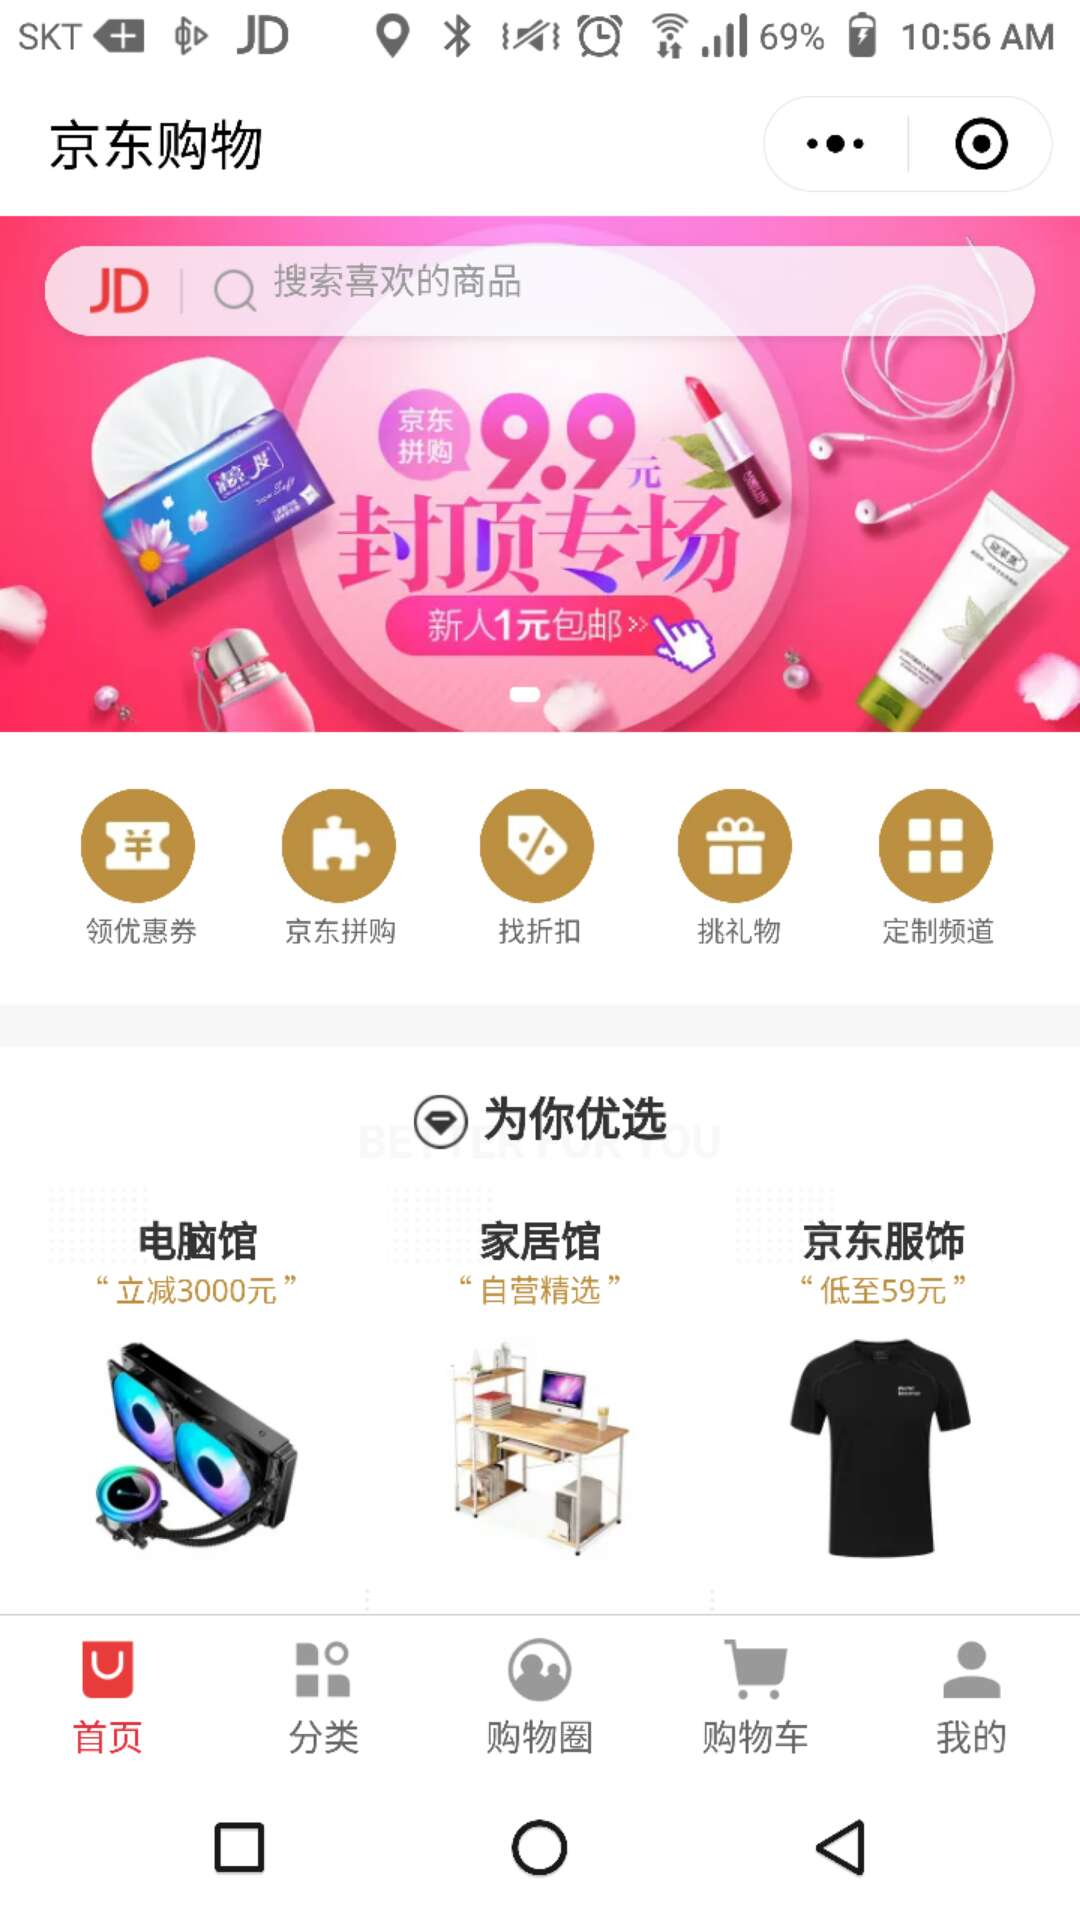 SKT JD 69% 10:56 AM
京东购物
JD 搜索喜欢的商品
京东
拼购
9.9元
封顶专场
新人1元包邮
领优惠券 京东拼购 找折扣 挑礼物 定制频道
为你优选
BETTER FOR YOU
电脑馆 家居馆 京东服饰
“立减3000元” “自营精选” “低至59元”
首页 分类 购物圈 购物车 我的